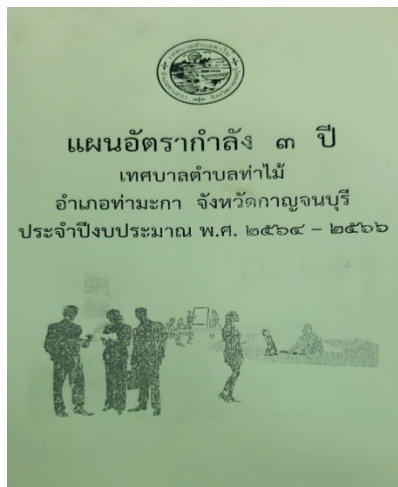 แผนอัตรากำลัง ๓ ปี
เทศบาลตำบลท่าไม้
อำเภอท่ามะกา จังหวัดกาญจนบุรี
ประจำปีงบประมาณ พ.ศ. ๒๕๖๔ – ๒๕๖๖